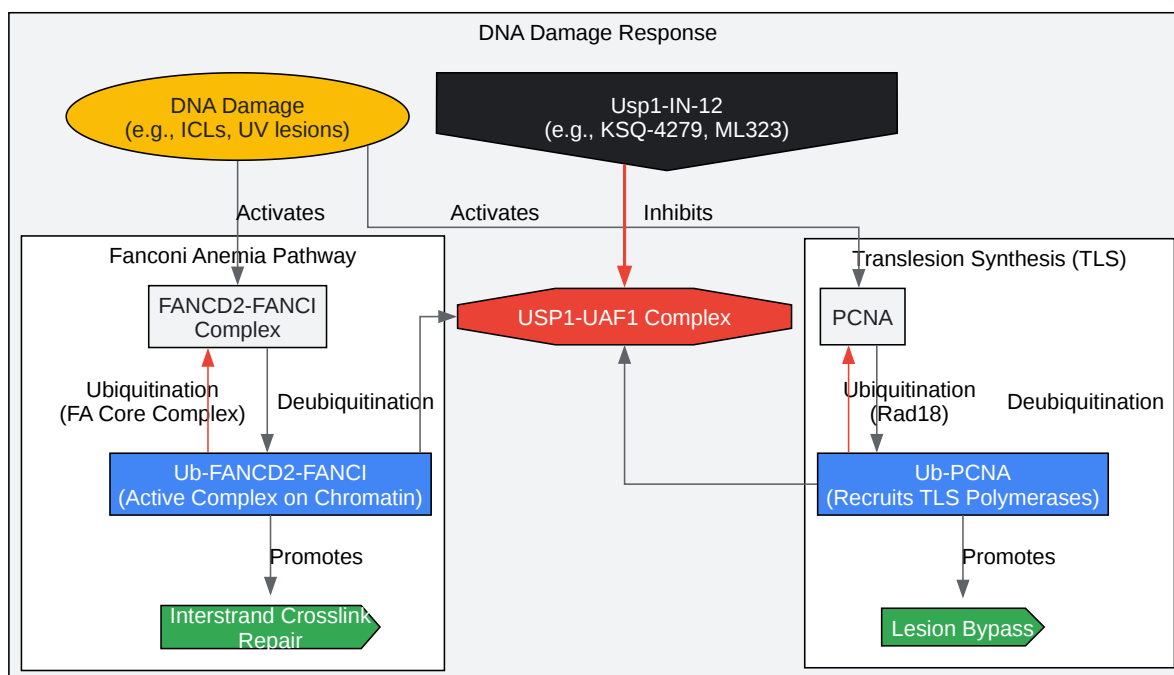 DNA Damage Response
DNA Damage
(e.g., ICLs, UV lesions)
Usp1-IN-12
(e.g., KSQ-4279, ML323)
Activates
Activates
Inhibits
Fanconi Anemia Pathway
Translesion Synthesis (TLS)
FANCD2-FANCI
Complex
USP1-UAF1 Complex
PCNA
Ubiquitination
(FA Core Complex)
Deubiquitination
Ubiquitination
(Rad18)
Deubiquitination
Ub-FANCD2-FANCI
(Active Complex on Chromatin)
Ub-PCNA
(Recruits TLS Polymerases)
Promotes
Promotes
Interstrand Crosslink
Repair
Lesion Bypass